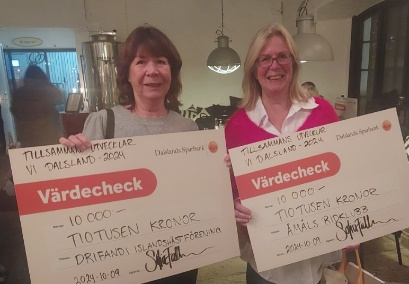 TILLSAMMANS UTVECKLAR
VI DALSLAND - 2024
Dalslands Sparbank
Värdecheck
10 000:-
TIOTUSEN KRONOR
DRIFANDI ISLANDSHÄSTFÖRENING
2024-10-09
TILLSAMMANS UTVECKLAR
VI DALSLAND - 2024
Dalslands Sparbank
Värdecheck
10 000:-
TIOTUSEN KRONOR
ÅMÅLS RIDKLUBB
2024-10-09